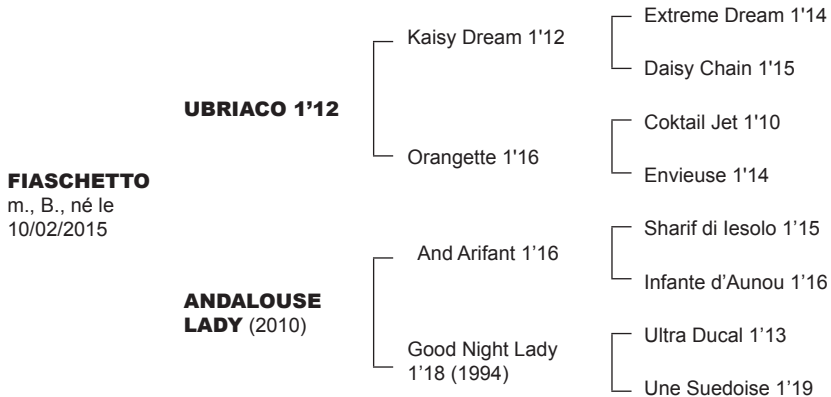 FIASCHETTO
m., B., né le
10/02/2015
UBRIACO 1’12
Kaisy Dream 1'12
Extreme Dream 1'14
Daisy Chain 1'15
Orangette 1'16
Coktail Jet 1'10
Envieuse 1'14
ANDALOUSE
LADY (2010)
And Arifant 1’16
Sharif di Iesolo 1’15
Infante d’Aunou 1’16
Good Night Lady
1’18 (1994)
Ultra Ducal 1’13
Une Suedoise 1’19